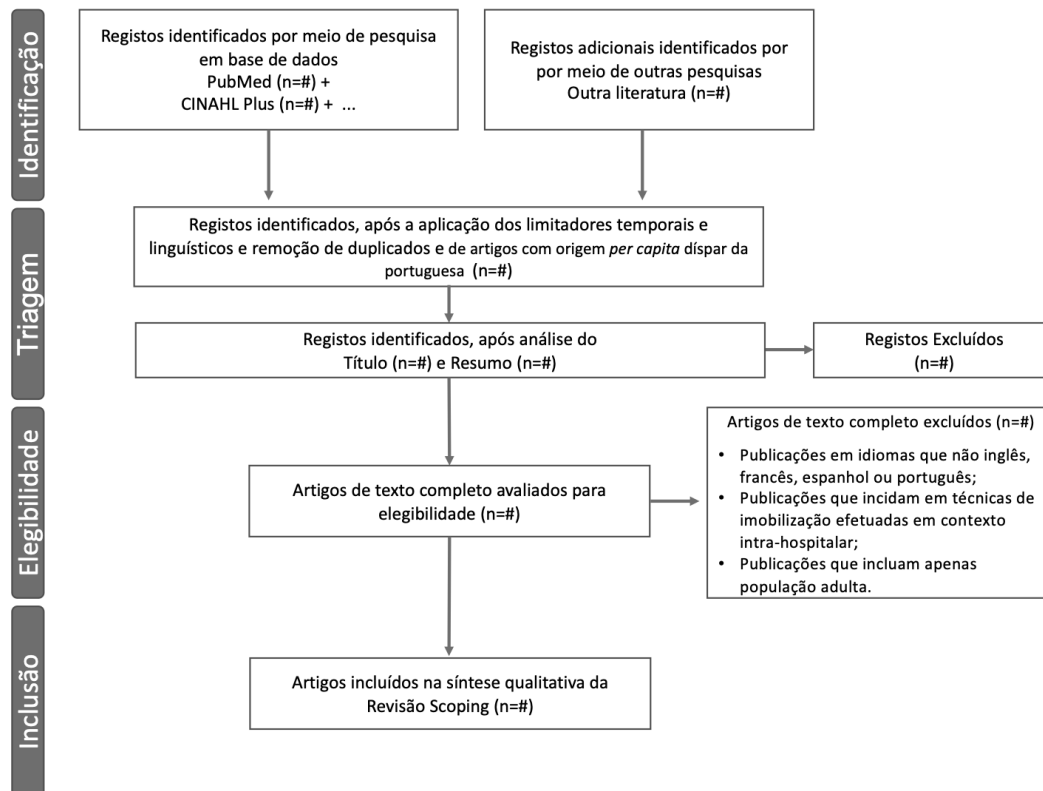 Identificação
Registos identificados por meio de pesquisa
em base de dados
PubMed (n=#) +
CINAHL Plus (n=#) + ...
Registos adicionais identificados por
por meio de outras pesquisas
Outra literatura (n=#)
Triagem
Registos identificados, após a aplicação dos limitadores temporais e
linguísticos e remoção de duplicados e de artigos com origem per capita díspar da
portuguesa (n=#)
Registos identificados, após análise do
Título (n=#) e Resumo (n=#)
Registos Excluídos
(n=#)
Elegibilidade
Artigos de texto completo avaliados para
elegibilidade (n=#)
Artigos de texto completo excluídos (n=#)
• Publicações em idiomas que não inglês,
francês, espanhol ou português;
• Publicações que incidam em técnicas de
imobilização efetuadas em contexto
intra-hospitalar;
• Publicações que incluam apenas
população adulta.
Inclusão
Artigos incluídos na síntese qualitativa da
Revisão Scoping (n=#)